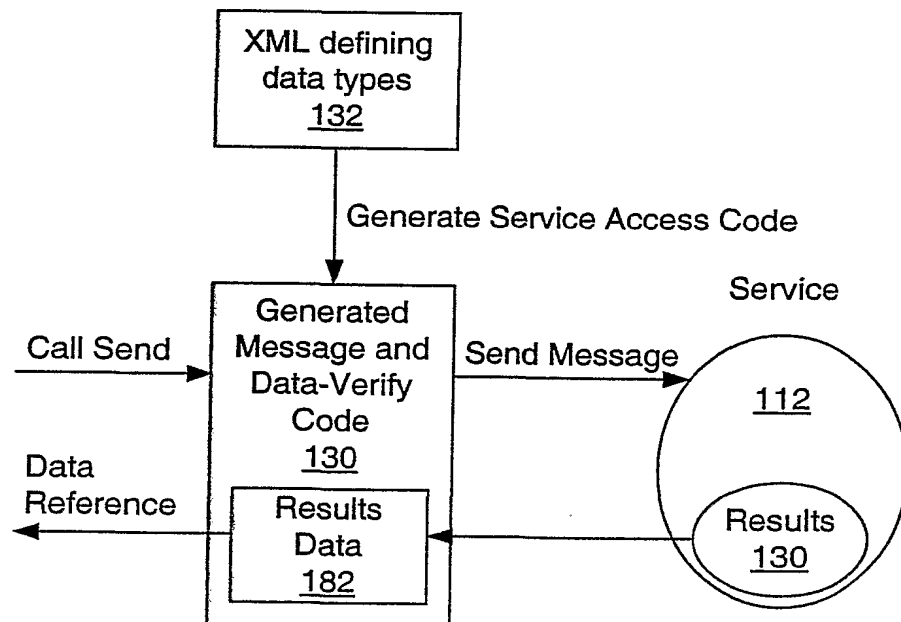 XML defining
data types
132
Generate Service Access Code
Service
Generated
Message and
Data-Verify
Code
130
Call Send
Send Message
112
Data
Reference
Results
Data
182
Results
130